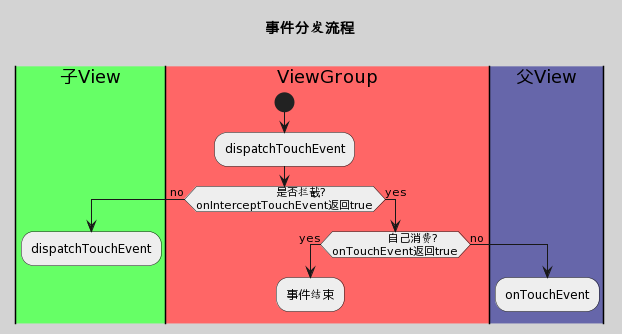 事件分发流程
子View
ViewGroup
父View
dispatchTouchEvent
是否拦截?
onInterceptTouchEvent返回true
no
yes
dispatchTouchEvent
自己消费?
onTouchEvent返回true
yes
no
事件结束
onTouchEvent